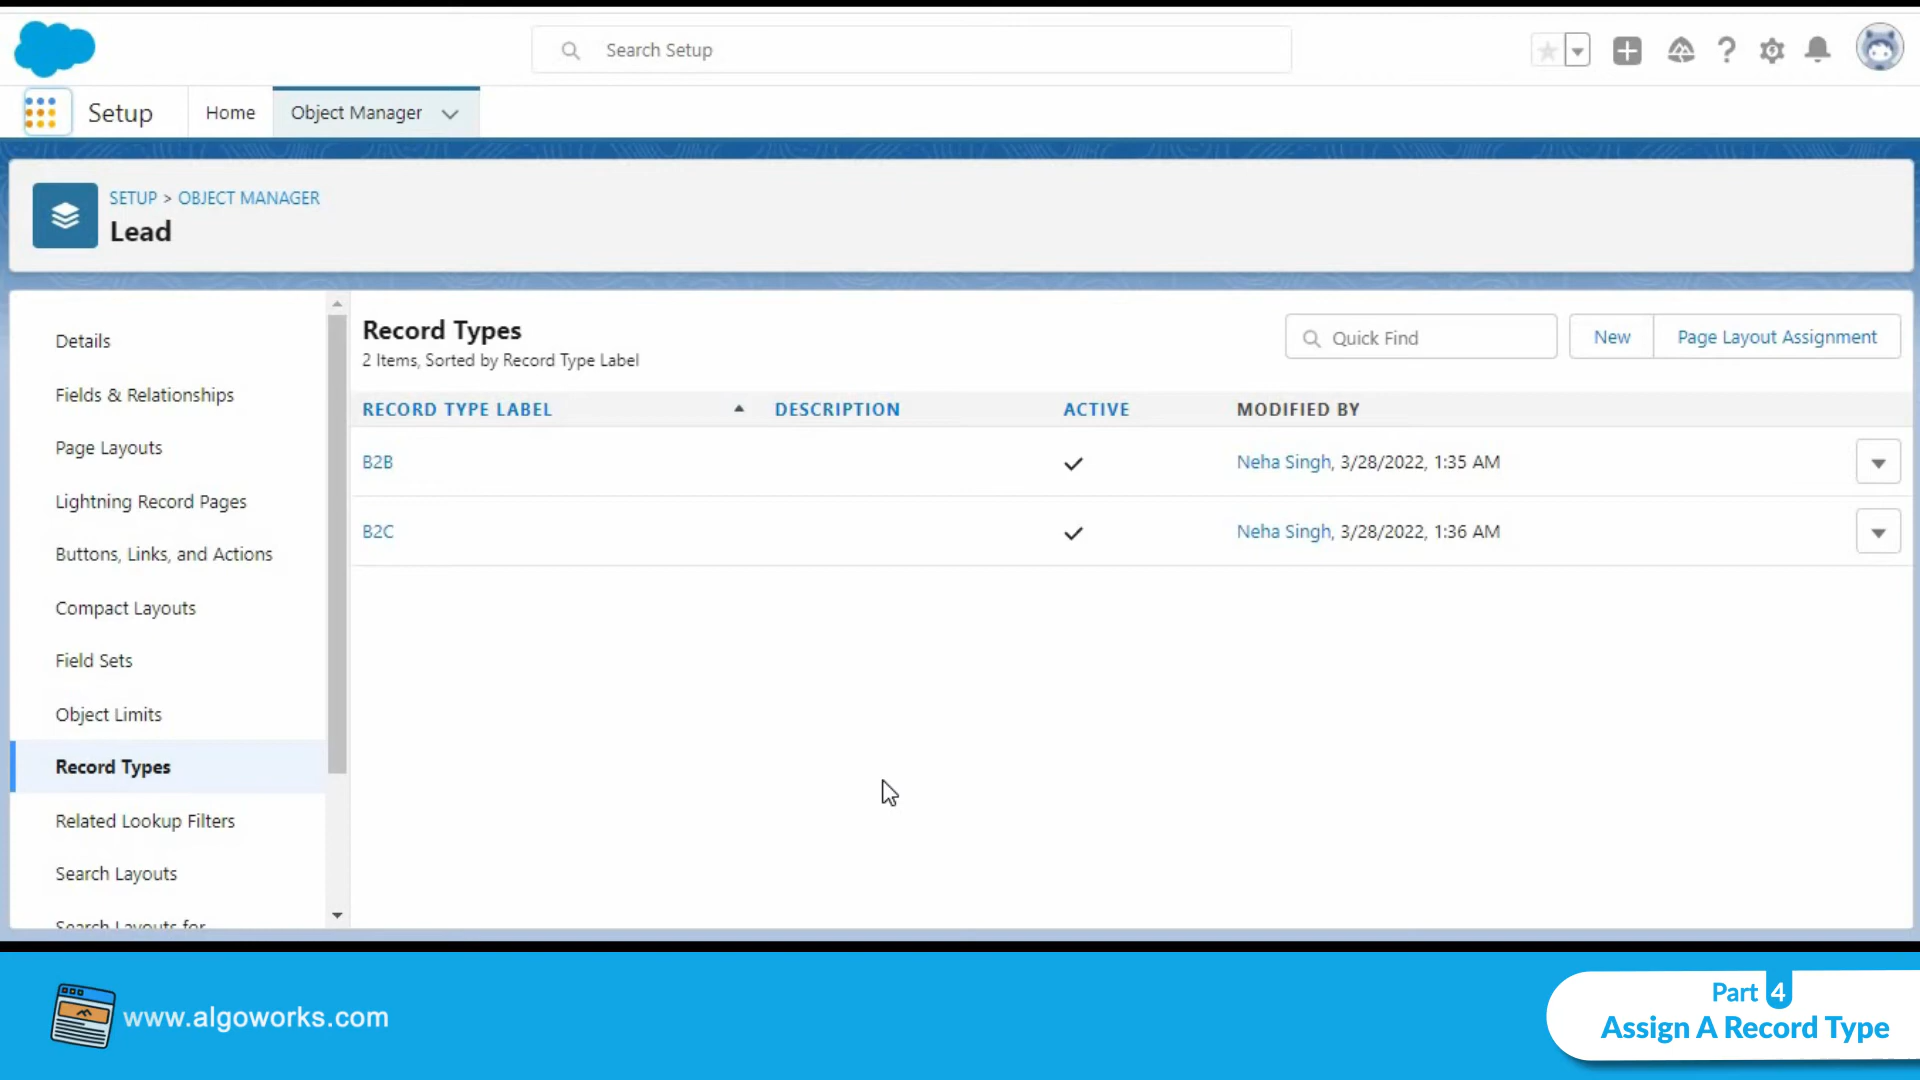 Search Setup
Setup
Home
Object Manager
SETUP > OBJECT MANAGER
Lead
Details
Fields & Relationships
Page Layouts
Lightning Record Pages
Buttons, Links, and Actions
Compact Layouts
Field Sets
Object Limits
Record Types
Related Lookup Filters
Search Layouts
Search Layouts for
Record Types
2 Items, Sorted by Record Type Label
Quick Find
New
Page Layout Assignment
RECORD TYPE LABEL DESCRIPTION ACTIVE MODIFIED BY
B2B Neha Singh, 3/28/2022, 1:35 AM
B2C Neha Singh, 3/28/2022, 1:36 AM
www.algoworks.com
Part 4
Assign A Record Type